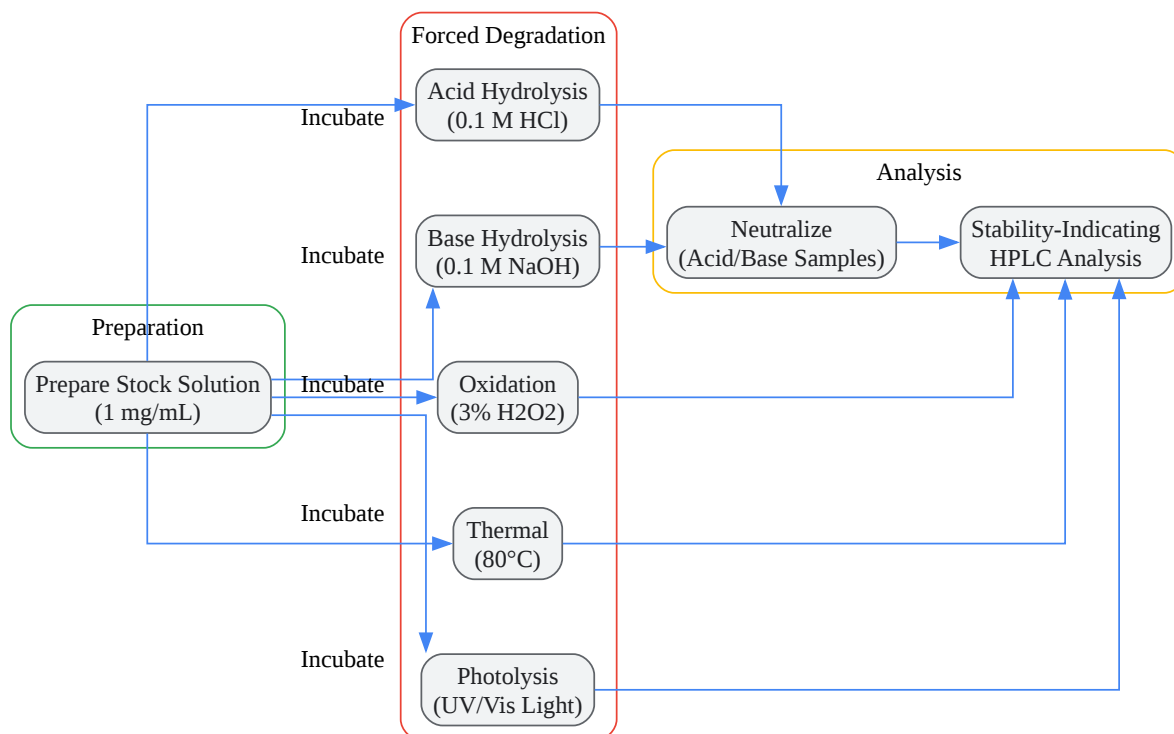 Forced Degradation
Acid Hydrolysis
(0.1 M HCl)
Incubate
Analysis
Base Hydrolysis
(0.1 M NaOH)
Incubate
Neutralize
(Acid/Base Samples)
Stability-Indicating
HPLC Analysis
Preparation
Prepare Stock Solution
(1 mg/mL)
Incubate
Oxidation
(3% H2O2)
Incubate
Thermal
(80°C)
Incubate
Photolysis
(UV/Vis Light)